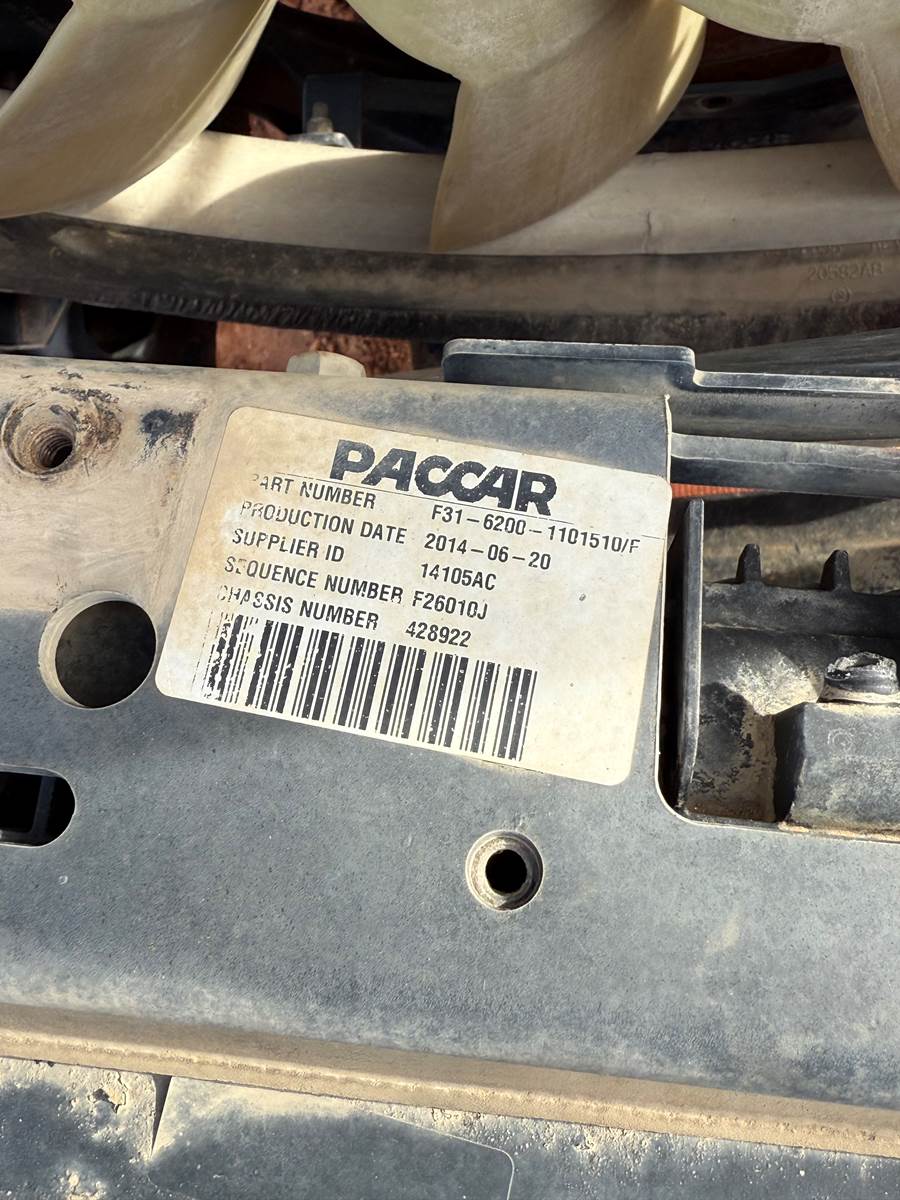 20582AB
PACCAR
PART NUMBER F31-6200-1101510/F
PRODUCTION DATE 2014-06-20
SUPPLIER ID 14105AC
SEQUENCE NUMBER F26010J
CHASSIS NUMBER 428922